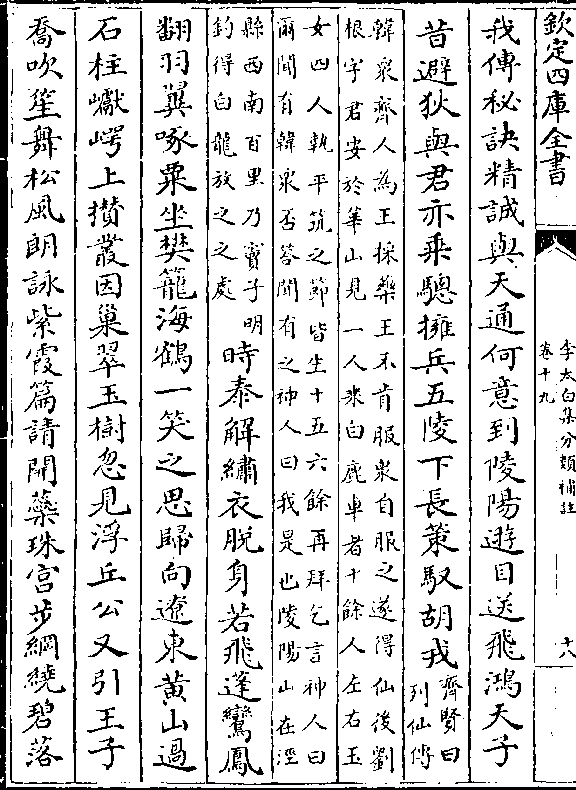 欽定四庫全書
李太白集分類補註
卷十九
十八
我傳秘訣精誠與天通何意到陵陽遊目送飛鴻天子
昔避狄與君亦乘驄擁兵五陵下長策馭胡戎
齊賢曰
列仙傳
韓衆齊人為王採藥王不肯服衆自服之遂得仙後劉
根字君安於華山見一人乘白鹿車者十餘人左右玉
女四人執平筑之節皆生十五六餘再拜乞言神人曰
爾聞有韓衆否答聞有之神人曰我是也陵陽山在涇
縣西南百里乃竇子明
釣得白龍放之之處
時泰解繡衣脫身若飛蓬鸞鳳
翻羽翼啄粟坐樊籠海鶴一笑之思歸向遼東黄山過
石柱巘崿上攢叢因巢翠玉樹忽見浮丘公又引王子
喬吹笙舞松風朗詠紫霞篇請開蘂珠宫步綱繞碧落